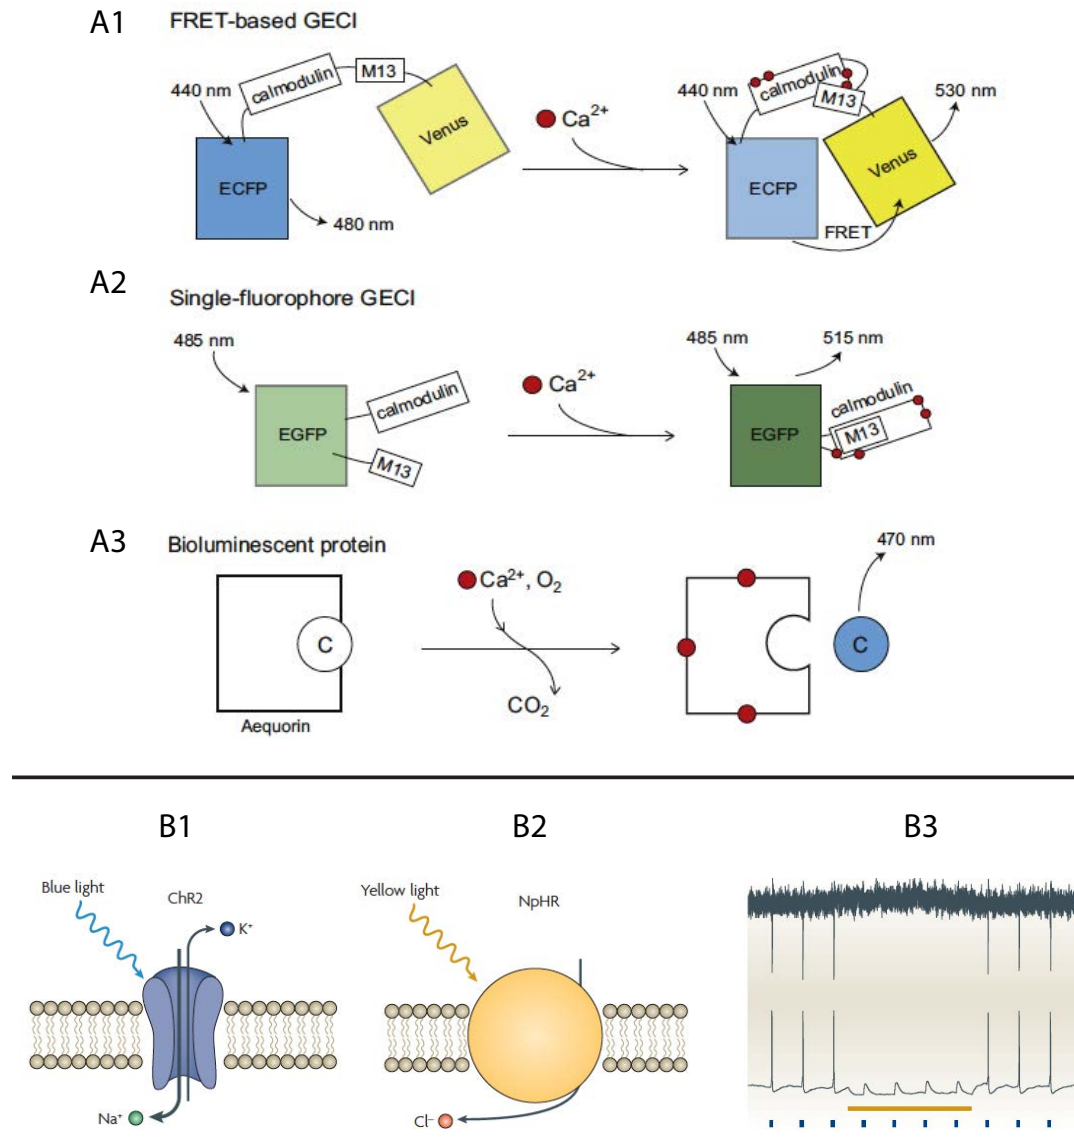 A1
FRET-based GECI
440 nm
calmodulin
M13
Venus
ECFP
480 nm
Ca²⁺
440 nm
calmodulin
M13
530 nm
Venus
ECFP
FRET
A2
Single-fluorophore GECI
485 nm
calmodulin
EGFP
M13
Ca²⁺
485 nm
515 nm
calmodulin
EGFP
M13
A3
Bioluminescent protein
C
Aequorin
Ca²⁺, O₂
CO₂
470 nm
C
B1
Blue light
ChR2
K⁺
Na⁺
B2
Yellow light
NpHR
Cl⁻
B3